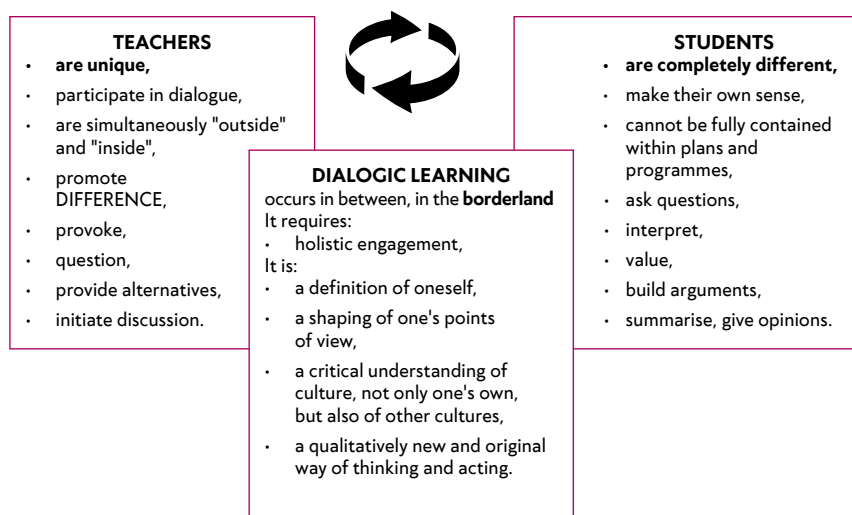 TEACHERS
• are unique,
• participate in dialogue,
• are simultaneously "outside"
and "inside",
• promote
DIFFERENCE,
• provoke,
• question,
• provide alternatives,
• initiate discussion.
DIALOGIC LEARNING
occurs in between, in the borderland
It requires:
• holistic engagement,
It is:
• a definition of oneself,
• a shaping of one's points
of view,
• a critical understanding of
culture, not only one's own,
but also of other cultures,
• a qualitatively new and original
way of thinking and acting.
STUDENTS
• are completely different,
• make their own sense,
• cannot be fully contained
within plans and
programmes,
• ask questions,
• interpret,
• value,
• build arguments,
• summarise, give opinions.